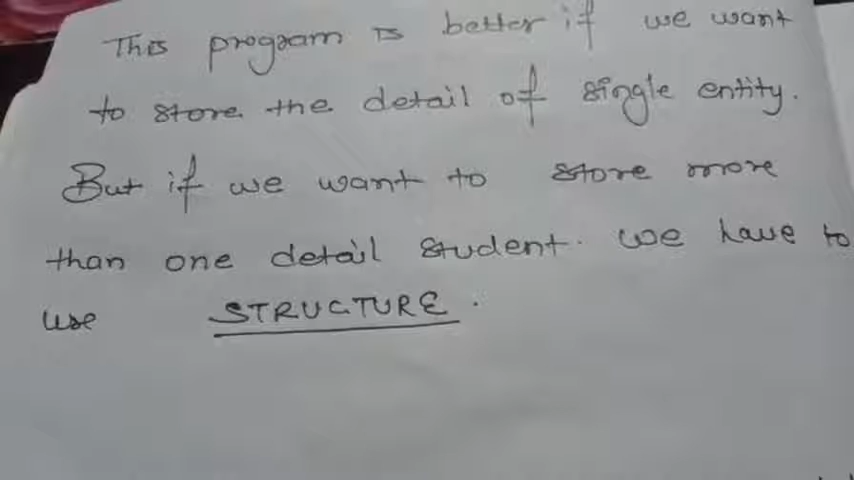 This program is better if we want
to store the detail of single entity.
But if we want to store more
than one detail student. we have to
use STRUCTURE.